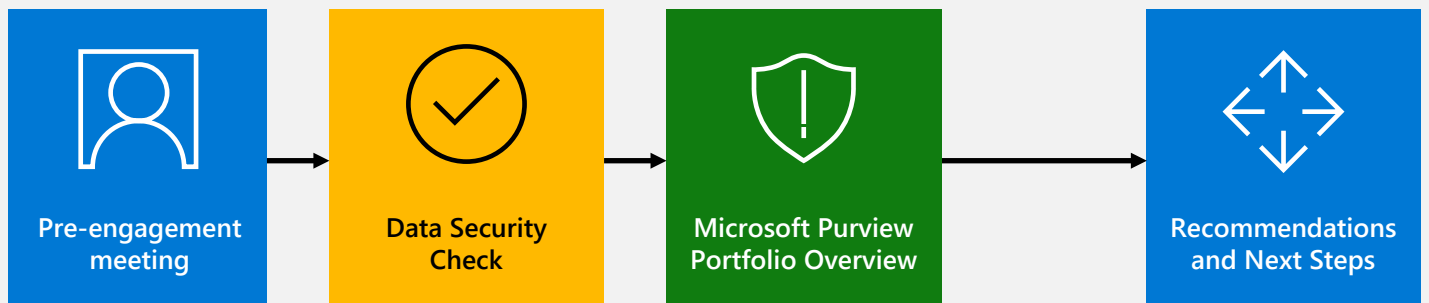 Pre-engagement
meeting
Data Security
Check
Microsoft Purview
Portfolio Overview
Recommendations
and Next Steps